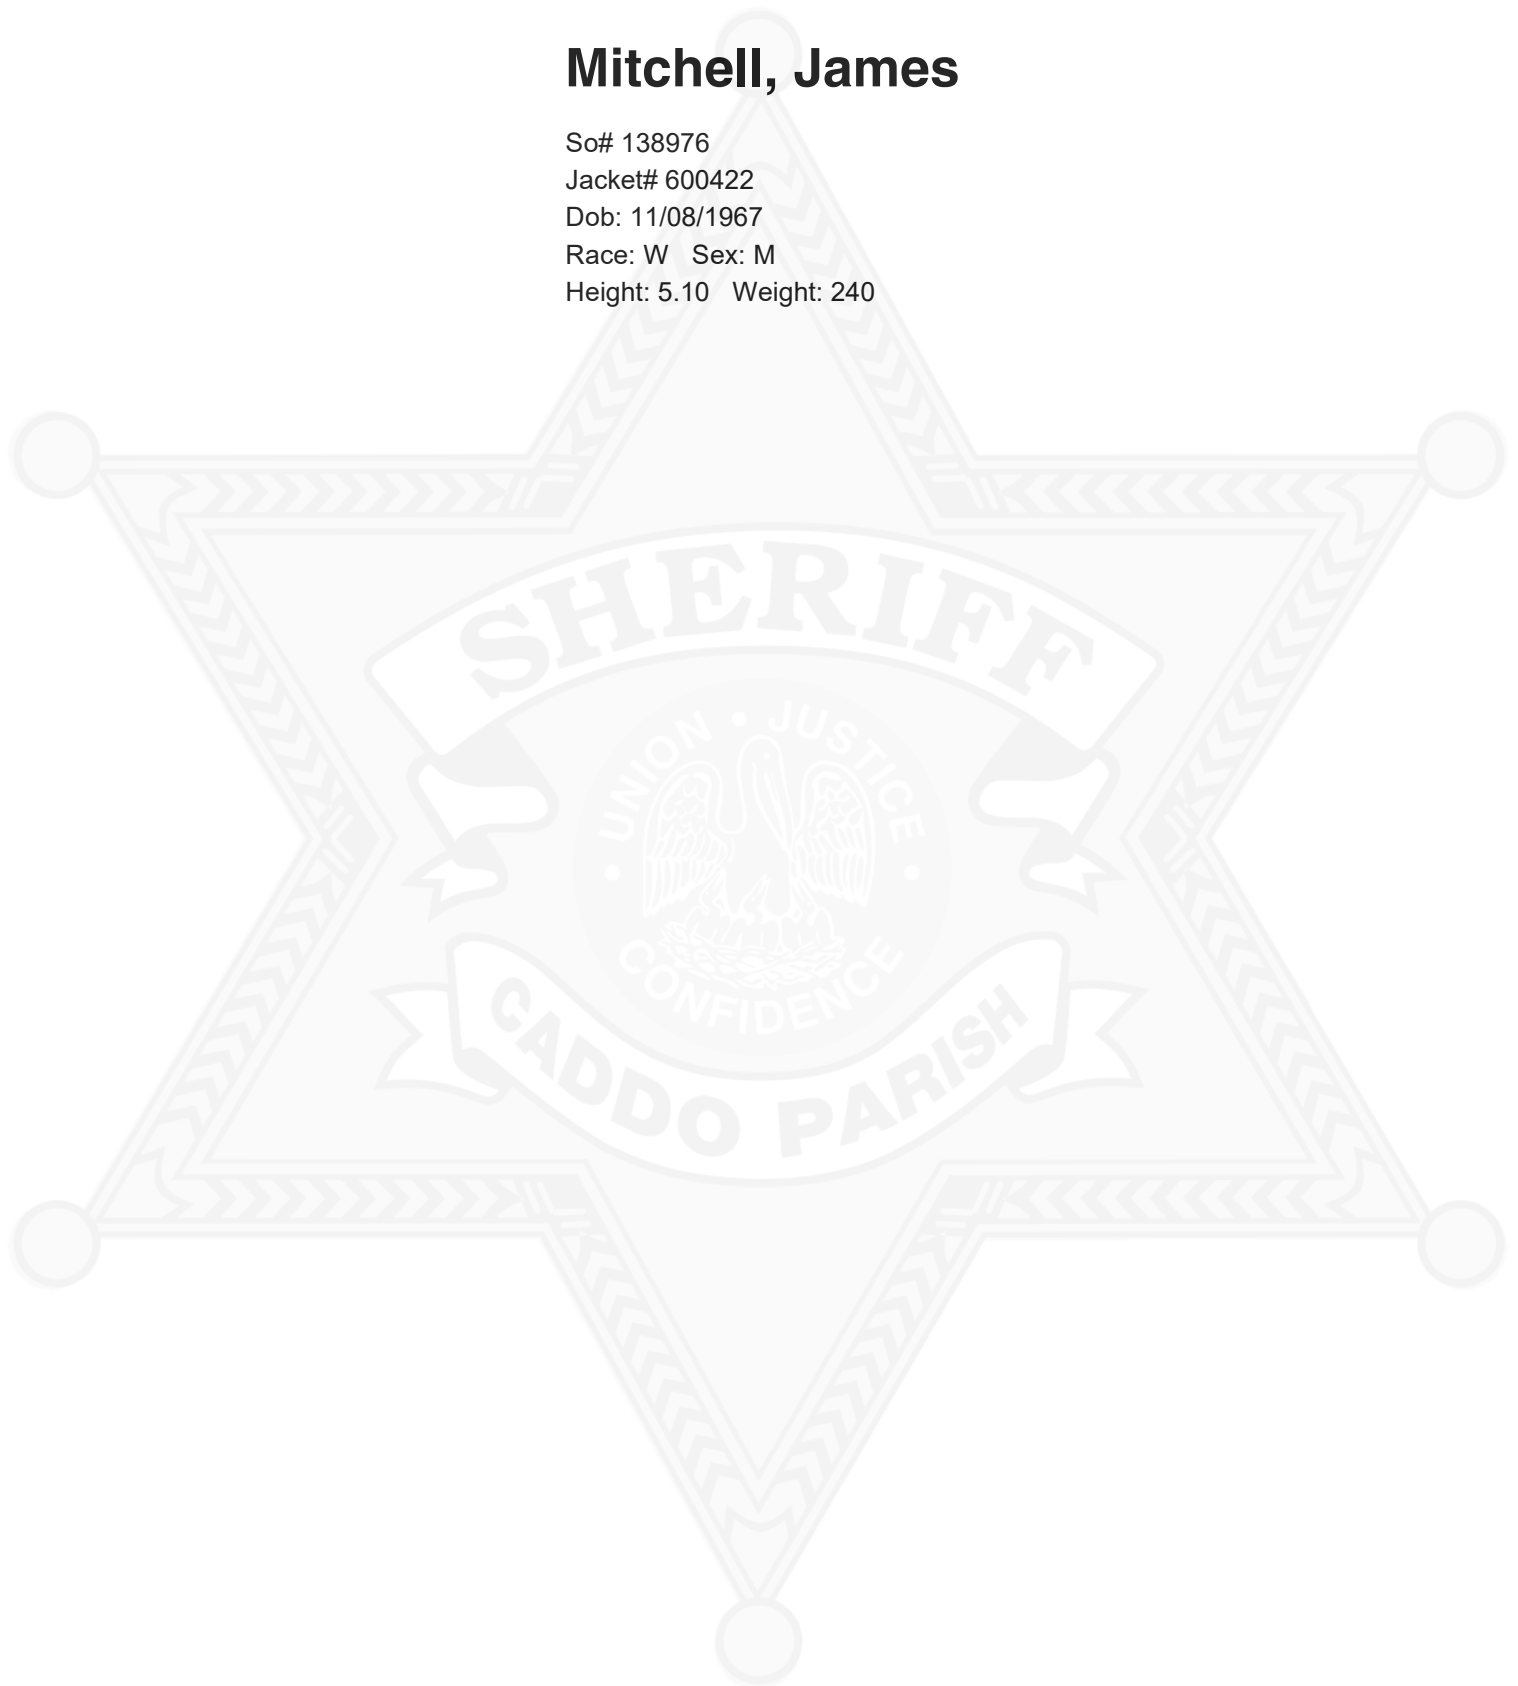 Mitchell, James
So# 138976
Jacket# 600422
Dob: 11/08/1967
Race: W   Sex: M
Height: 5.10   Weight: 240
SHERIFF
UNION • JUSTICE
• CONFIDENCE •
CADDO PARISH